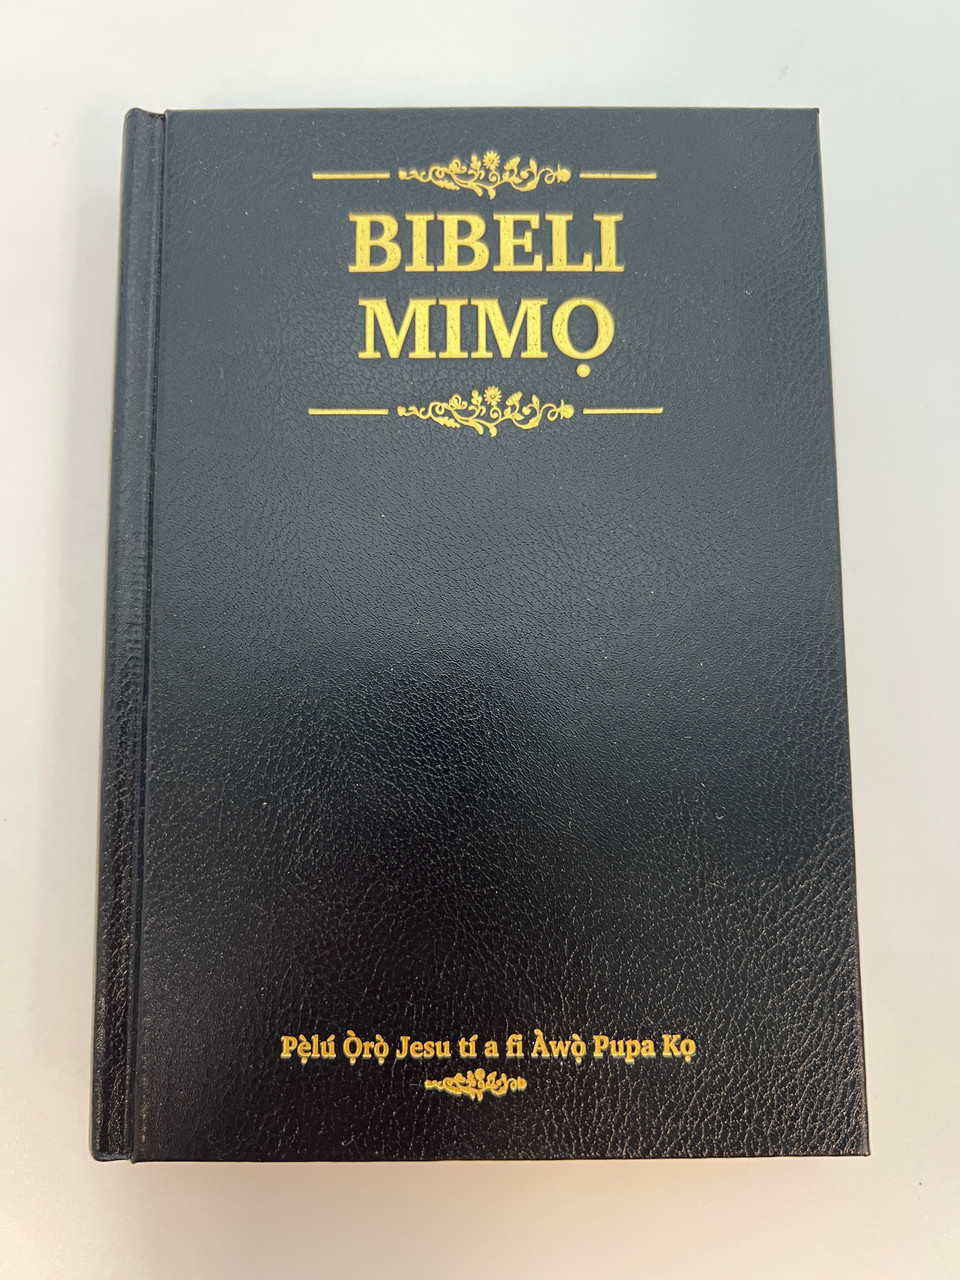 BIBELI
MIMỌ
Pẹ̀lú Ọ̀rọ̀ Jesu tí a fi Àwọ̀ Pupa Kọ